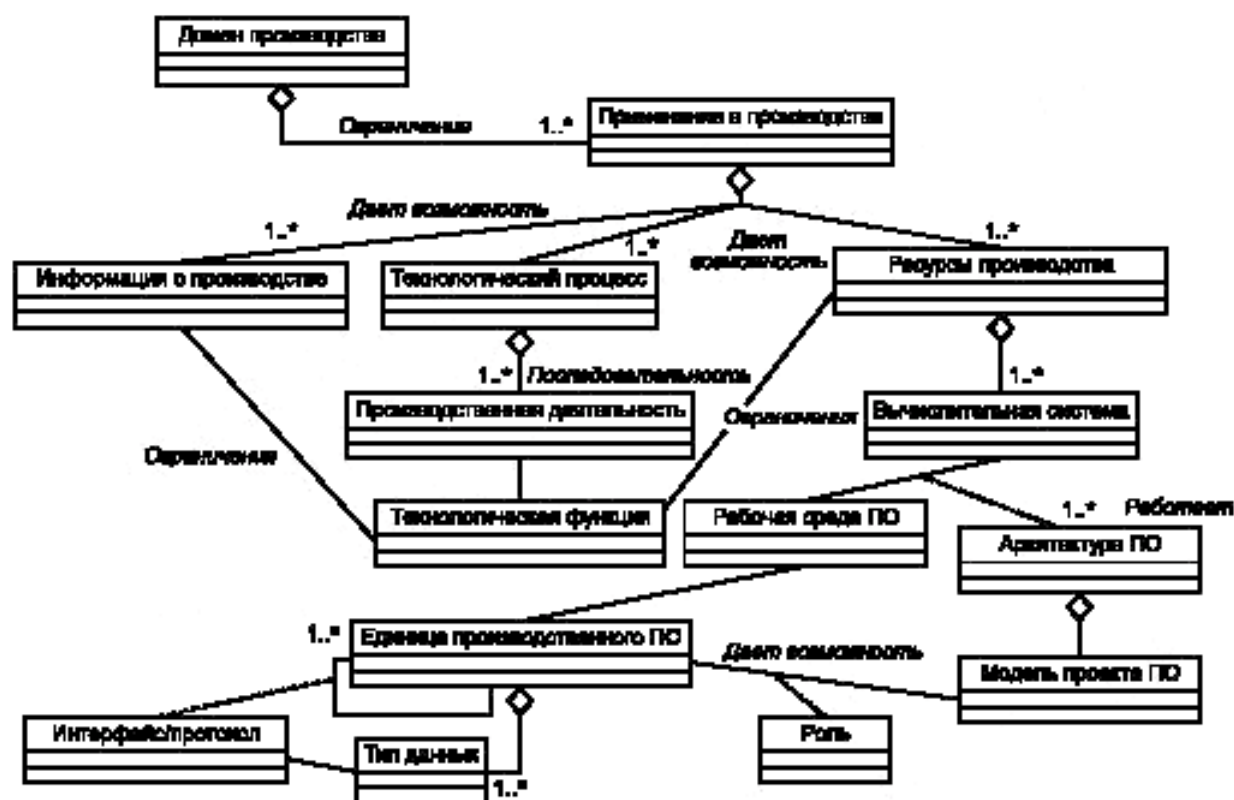 Домен производства
Ограничение
1..*
Применения в производстве
Дает возможность
1..*
1..*
Дает
возможность
1..*
Информация о производстве
Технологический процесс
Ресурсы производства
1..*
Последовательность
1..*
Производственная деятельность
Ограничения
Вычислительная система
Ограничения
Технологическая функция
Рабочая среда ПО
1..*
Работает
Архитектура ПО
1..*
Единица производственного ПО
Дает возможность
Модель проекта ПО
Интерфейс/протокол
Тип данных
Роль
1..*